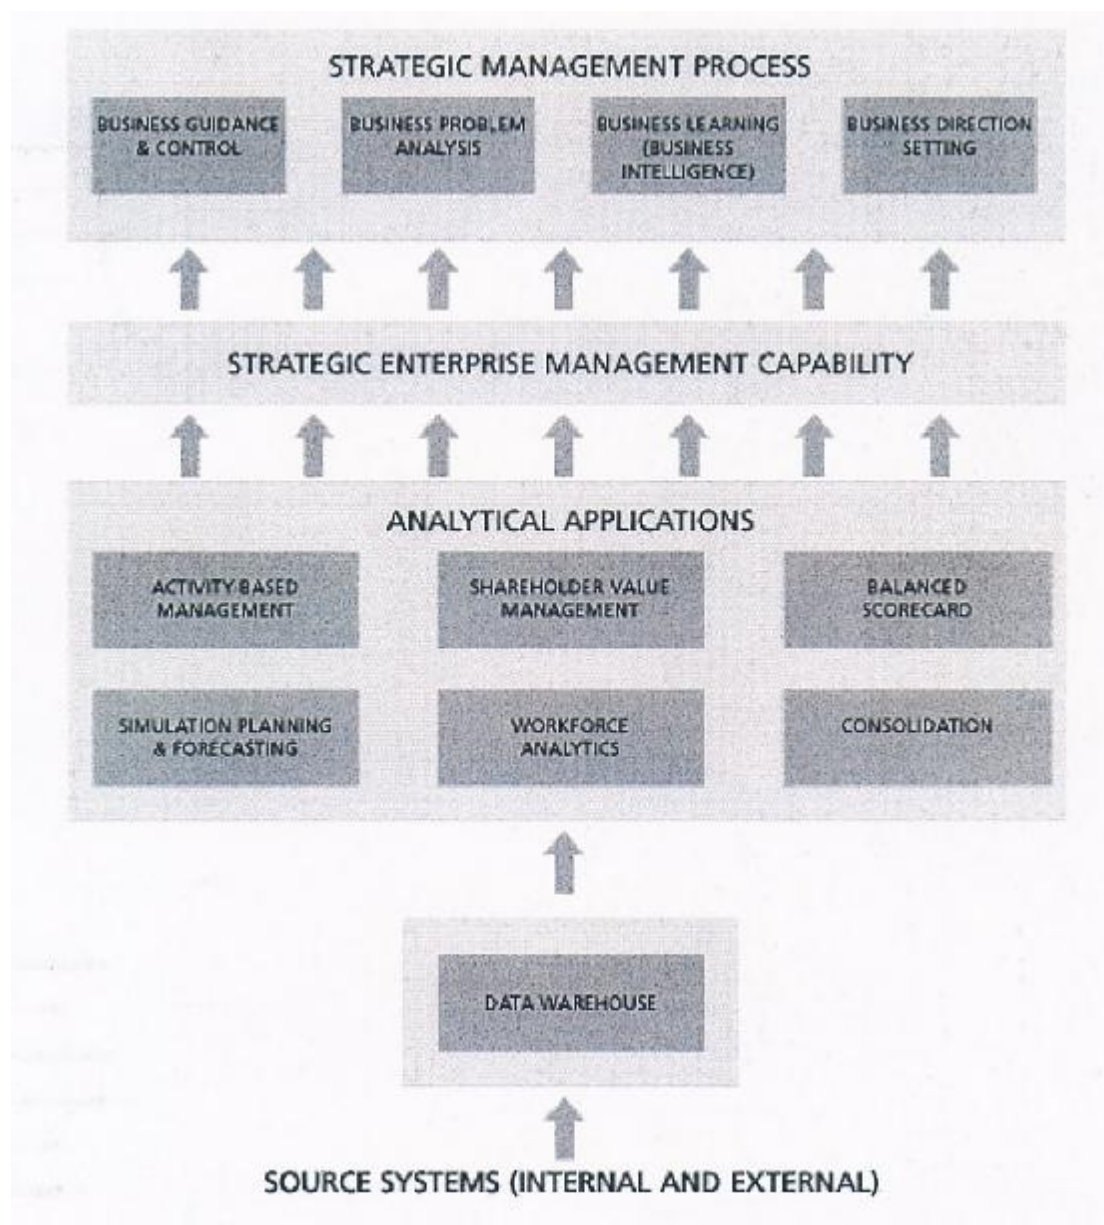 STRATEGIC MANAGEMENT PROCESS
BUSINESS GUIDANCE
& CONTROL
BUSINESS PROBLEM
ANALYSIS
BUSINESS LEARNING
(BUSINESS
INTELLIGENCE)
BUSINESS DIRECTION
SETTING
STRATEGIC ENTERPRISE MANAGEMENT CAPABILITY
ANALYTICAL APPLICATIONS
ACTIVITY-BASED
MANAGEMENT
SHAREHOLDER VALUE
MANAGEMENT
BALANCED
SCORECARD
SIMULATION PLANNING
& FORECASTING
WORKFORCE
ANALYTICS
CONSOLIDATION
DATA WAREHOUSE
SOURCE SYSTEMS (INTERNAL AND EXTERNAL)